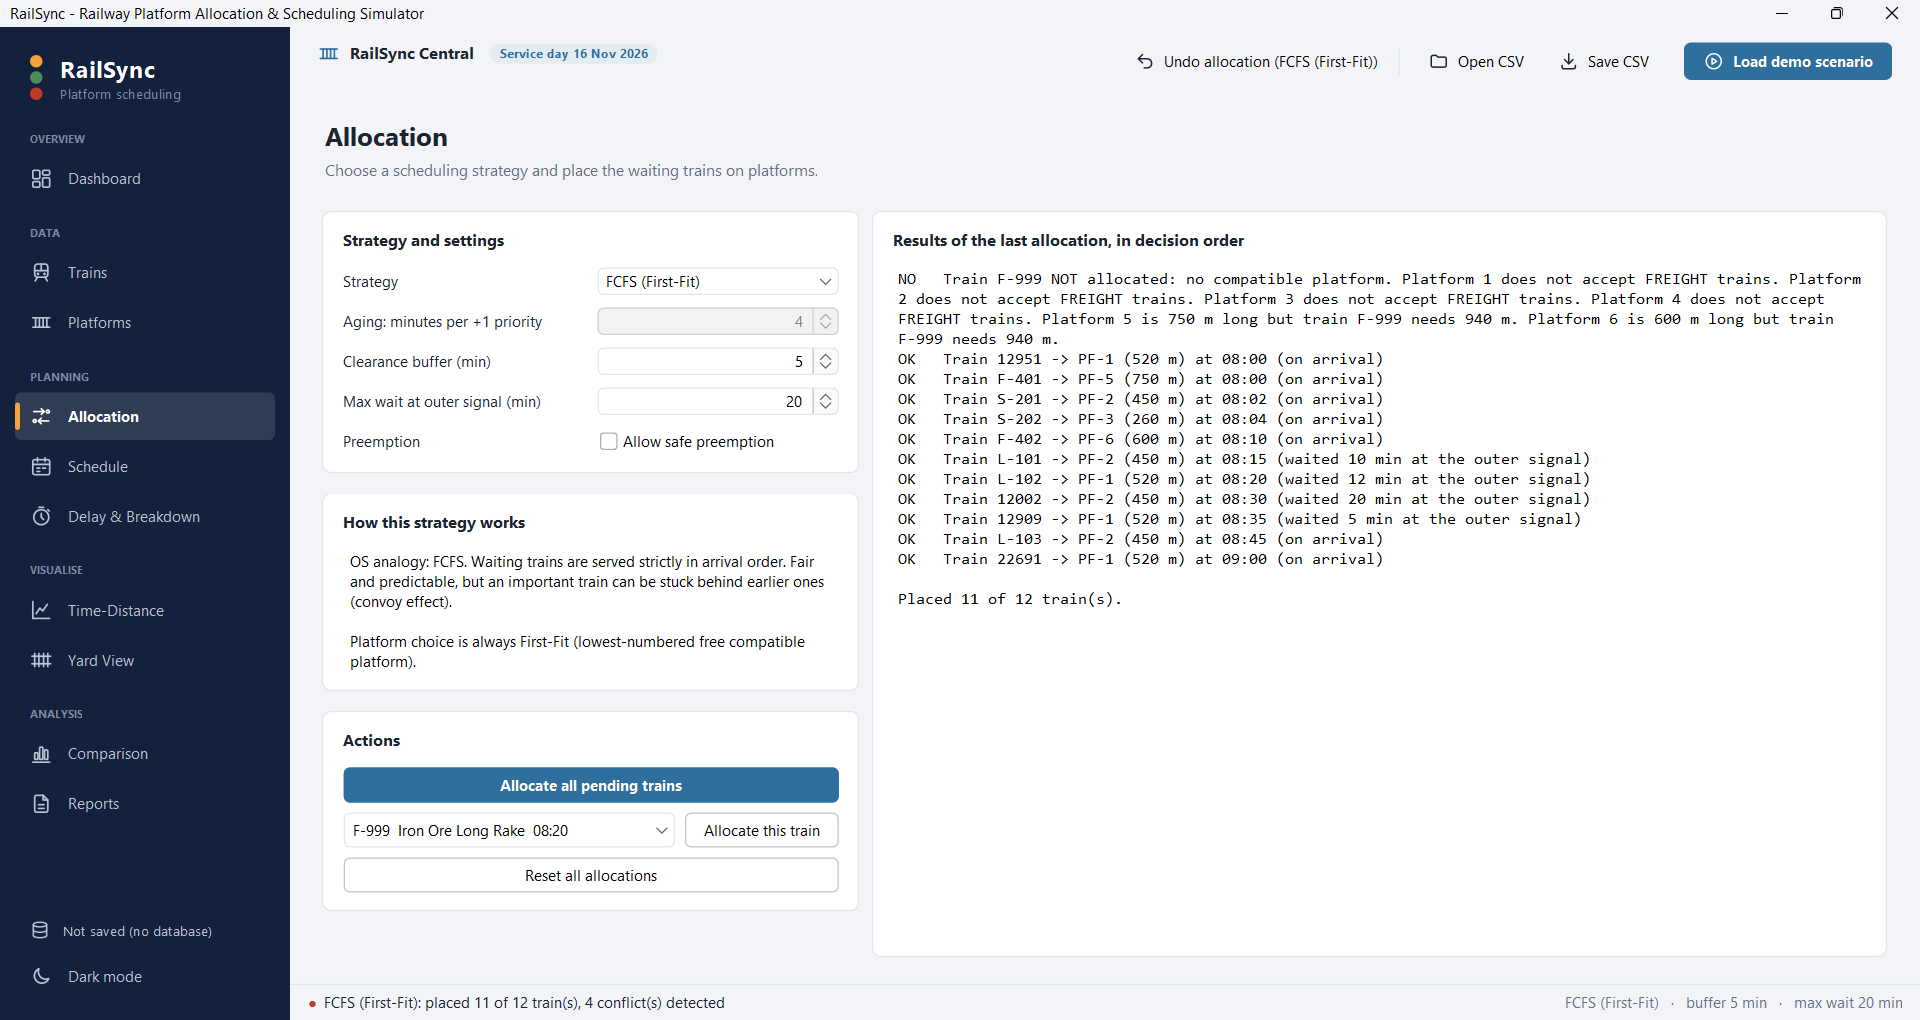 RailSync - Railway Platform Allocation & Scheduling Simulator
RailSync
Platform scheduling
OVERVIEW
Dashboard
DATA
Trains
Platforms
PLANNING
Allocation
Schedule
Delay & Breakdown
VISUALISE
Time-Distance
Yard View
ANALYSIS
Comparison
Reports
Not saved (no database)
Dark mode
RailSync Central
Service day 16 Nov 2026
Undo allocation (FCFS (First-Fit))
Open CSV
Save CSV
Load demo scenario
Allocation
Choose a scheduling strategy and place the waiting trains on platforms.
Strategy and settings
Strategy
FCFS (First-Fit)
Aging: minutes per +1 priority
4
Clearance buffer (min)
5
Max wait at outer signal (min)
20
Preemption
Allow safe preemption
How this strategy works
OS analogy: FCFS. Waiting trains are served strictly in arrival order. Fair
and predictable, but an important train can be stuck behind earlier ones
(convoy effect).
Platform choice is always First-Fit (lowest-numbered free compatible
platform).
Actions
Allocate all pending trains
F-999 Iron Ore Long Rake 08:20
Allocate this train
Reset all allocations
Results of the last allocation, in decision order
NO Train F-999 NOT allocated: no compatible platform. Platform 1 does not accept FREIGHT trains. Platform
2 does not accept FREIGHT trains. Platform 3 does not accept FREIGHT trains. Platform 4 does not accept
FREIGHT trains. Platform 5 is 750 m long but train F-999 needs 940 m. Platform 6 is 600 m long but train
F-999 needs 940 m.
OK Train 12951 -> PF-1 (520 m) at 08:00 (on arrival)
OK Train F-401 -> PF-5 (750 m) at 08:00 (on arrival)
OK Train S-201 -> PF-2 (450 m) at 08:02 (on arrival)
OK Train S-202 -> PF-3 (260 m) at 08:04 (on arrival)
OK Train F-402 -> PF-6 (600 m) at 08:10 (on arrival)
OK Train L-101 -> PF-2 (450 m) at 08:15 (waited 10 min at the outer signal)
OK Train L-102 -> PF-1 (520 m) at 08:20 (waited 12 min at the outer signal)
OK Train 12002 -> PF-2 (450 m) at 08:30 (waited 20 min at the outer signal)
OK Train 12909 -> PF-1 (520 m) at 08:35 (waited 5 min at the outer signal)
OK Train L-103 -> PF-2 (450 m) at 08:45 (on arrival)
OK Train 22691 -> PF-1 (520 m) at 09:00 (on arrival)
Placed 11 of 12 train(s).
FCFS (First-Fit): placed 11 of 12 train(s), 4 conflict(s) detected
FCFS (First-Fit) · buffer 5 min · max wait 20 min